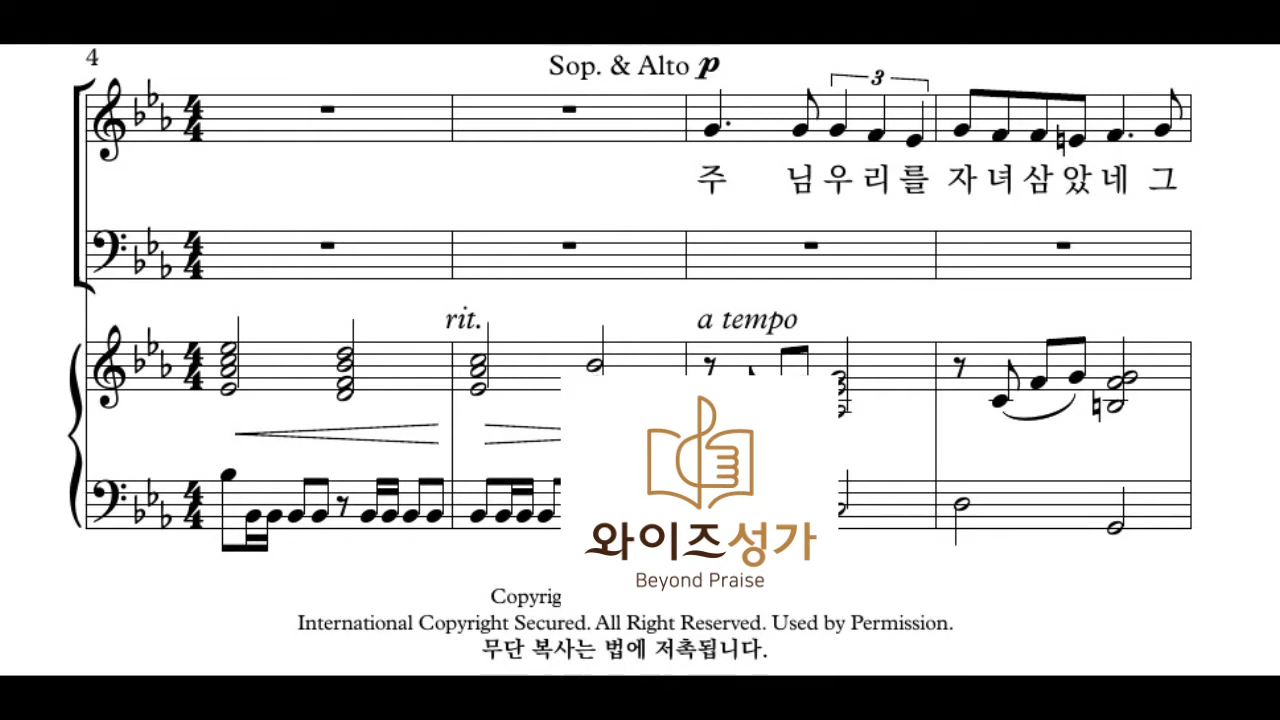 4
Sop. & Alto p
3
주 님 우 리 를 자 녀 삼 았 네 그
rit. a tempo
와이즈성가
Beyond Praise
Copyrig
International Copyright Secured. All Right Reserved. Used by Permission.
무단 복사는 법에 저촉됩니다.